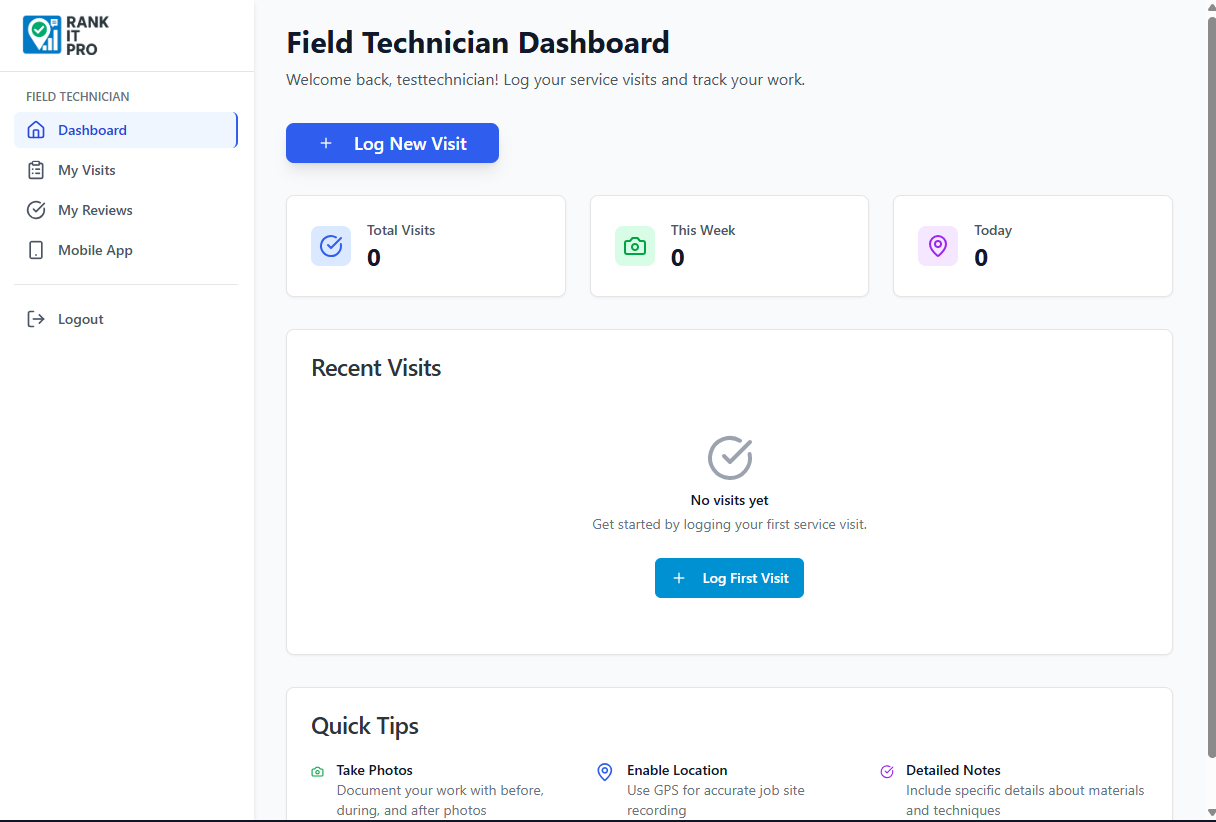 RANK
IT
PRO
FIELD TECHNICIAN
Dashboard
My Visits
My Reviews
Mobile App
Logout
Field Technician Dashboard
Welcome back, testtechnician! Log your service visits and track your work.
+ Log New Visit
Total Visits
0
This Week
0
Today
0
Recent Visits
No visits yet
Get started by logging your first service visit.
+ Log First Visit
Quick Tips
Take Photos
Document your work with before,
during, and after photos
Enable Location
Use GPS for accurate job site
recording
Detailed Notes
Include specific details about materials
and techniques